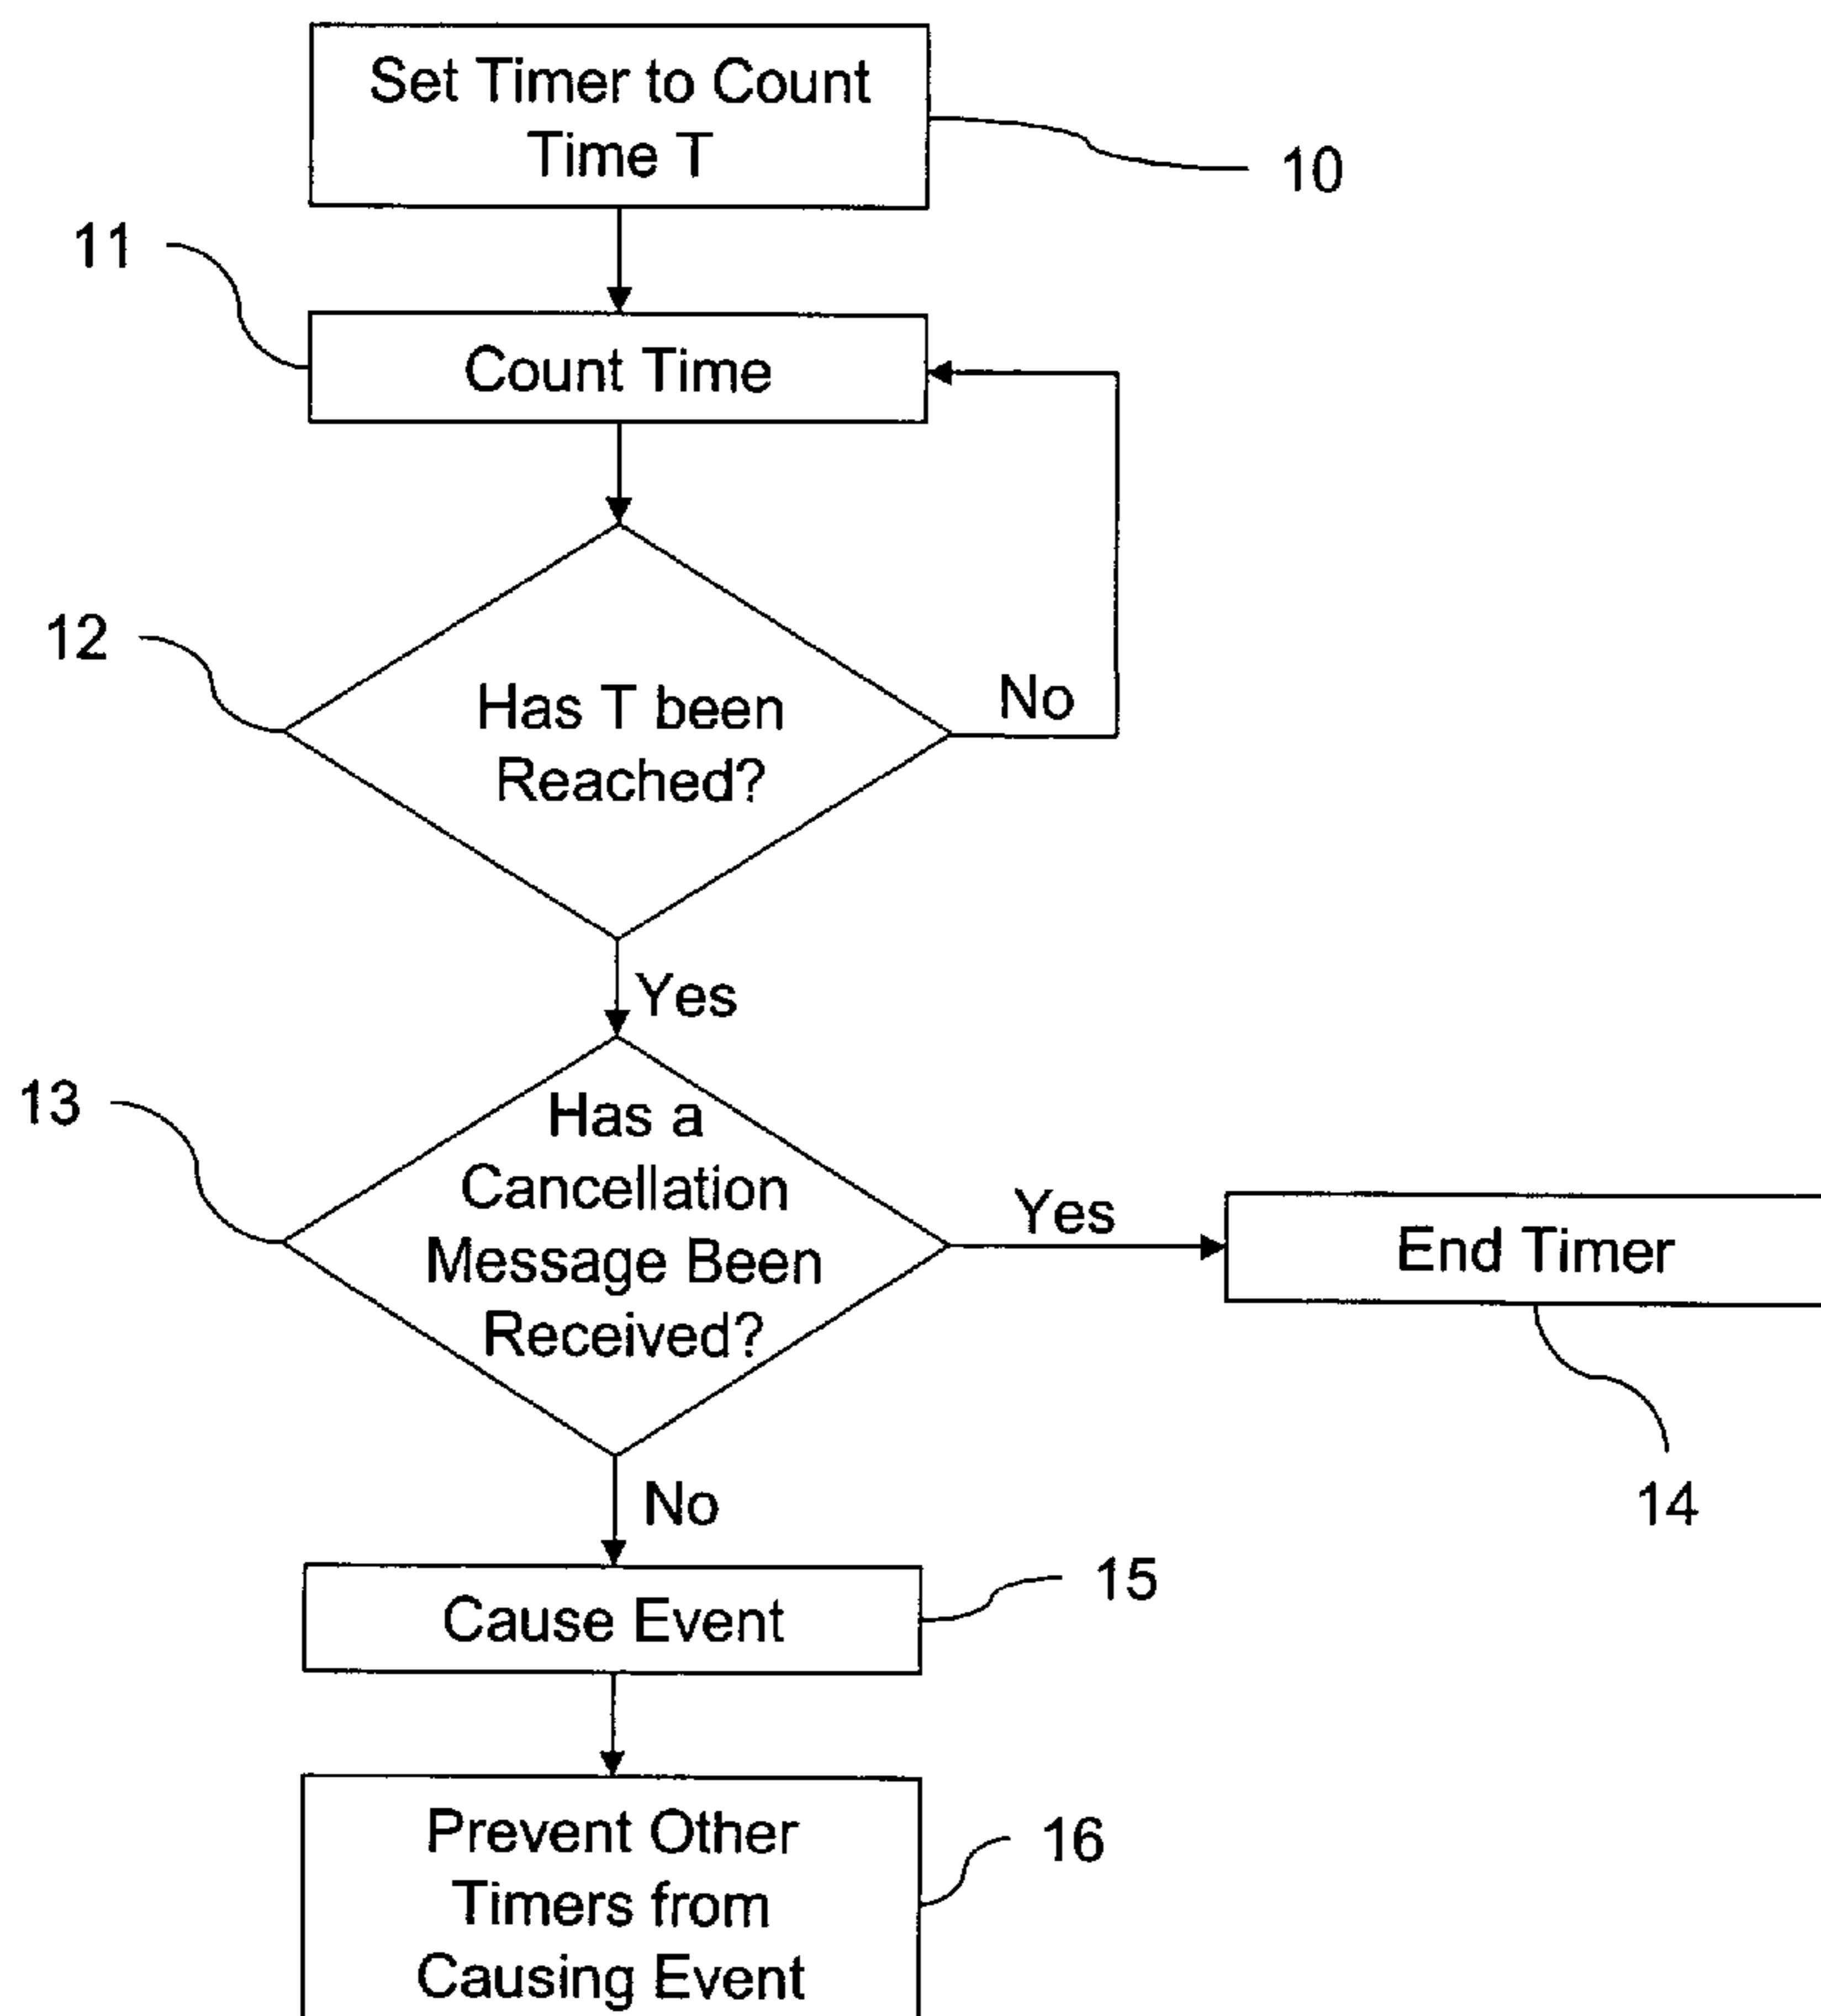 Set Timer to Count
Time T
10
11
Count Time
12
Has T been
Reached?
No
Yes
13
Has a
Cancellation
Message Been
Received?
Yes
End Timer
14
No
Cause Event
15
Prevent Other
Timers from
Causing Event
16